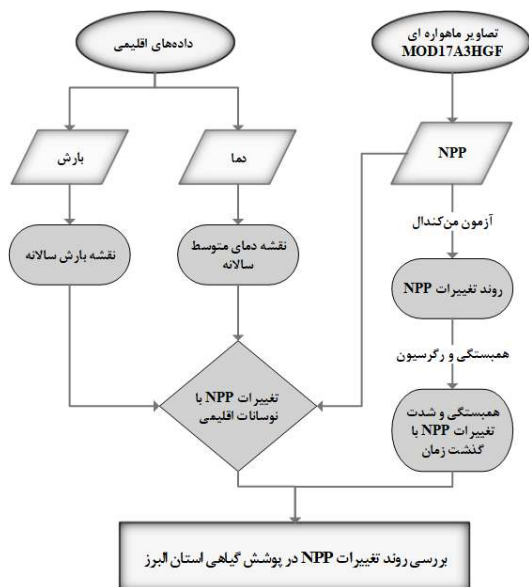 تصاویر ماهواره ای
MOD17A3HGF
داده‌های اقلیمی
NPP
دما
بارش
آزمون من‌کندال
نقشه دمای متوسط
سالانه
نقشه بارش سالانه
روند تغییرات NPP
همبستگی و رگرسیون
تغییرات NPP با
نوسانات اقلیمی
همبستگی و شدت
تغییرات NPP با
گذشت زمان
بررسی روند تغییرات NPP در پوشش گیاهی استان البرز